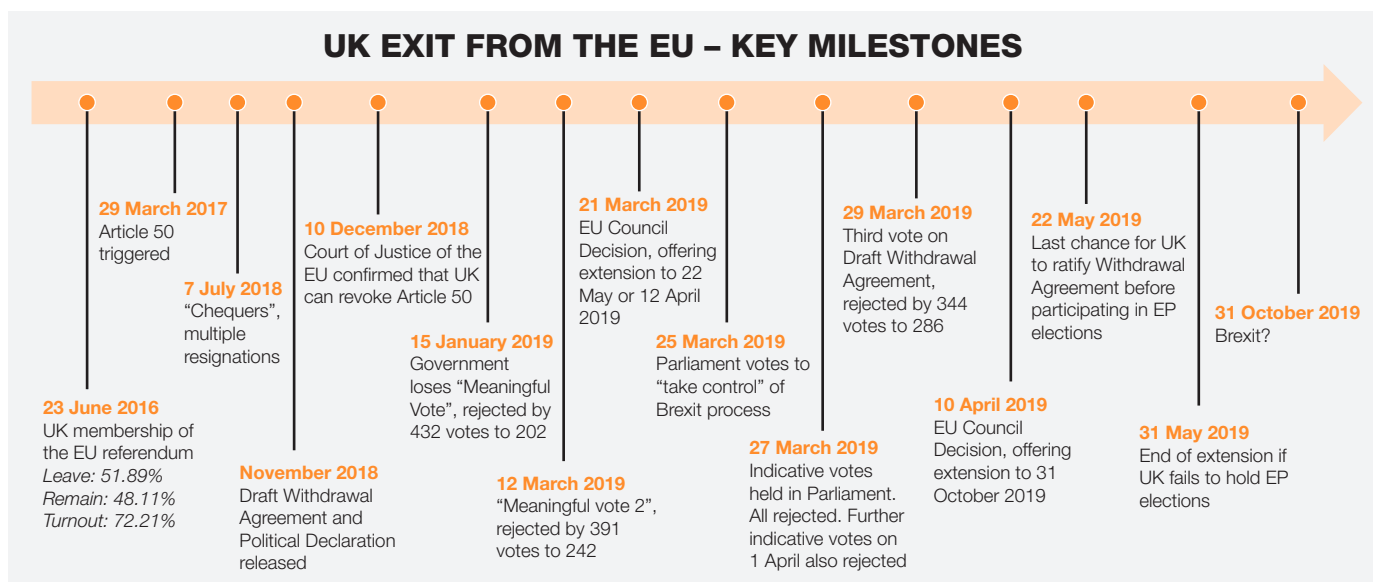 UK EXIT FROM THE EU – KEY MILESTONES
23 June 2016
UK membership of
the EU referendum
Leave: 51.89%
Remain: 48.11%
Turnout: 72.21%
29 March 2017
Article 50
triggered
7 July 2018
“Chequers”,
multiple
resignations
November 2018
Draft Withdrawal
Agreement and
Political Declaration
released
10 December 2018
Court of Justice of the
EU confirmed that UK
can revoke Article 50
15 January 2019
Government
loses “Meaningful
Vote”, rejected by
432 votes to 202
12 March 2019
“Meaningful vote 2”,
rejected by 391
votes to 242
21 March 2019
EU Council
Decision, offering
extension to 22
May or 12 April
2019
25 March 2019
Parliament votes to
“take control” of
Brexit process
27 March 2019
Indicative votes
held in Parliament.
All rejected. Further
indicative votes on
1 April also rejected
29 March 2019
Third vote on
Draft Withdrawal
Agreement,
rejected by 344
votes to 286
10 April 2019
EU Council
Decision, offering
extension to 31
October 2019
22 May 2019
Last chance for UK
to ratify Withdrawal
Agreement before
participating in EP
elections
31 May 2019
End of extension if
UK fails to hold EP
elections
31 October 2019
Brexit?